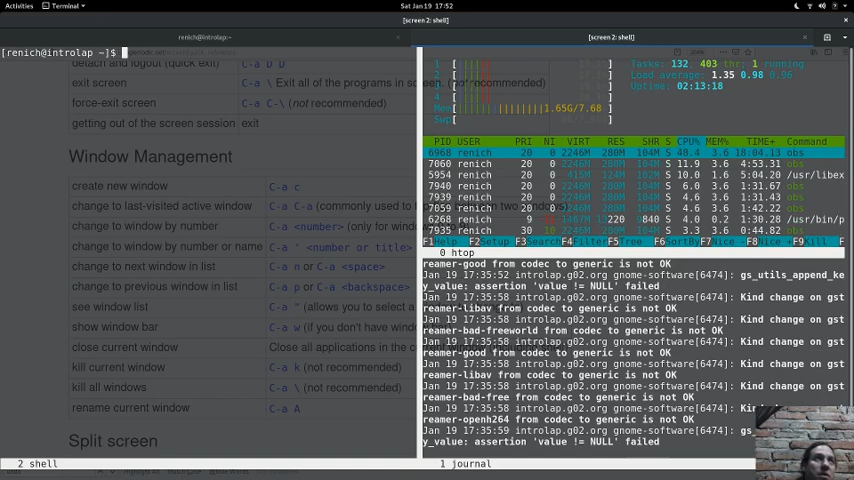 Activities Terminal Sat Jan 19 17:52
[screen 2: shell]
renich@introlap:~ [screen 2: shell]
[renich@introlap ~]$
detach and logout (quick exit) C-a D D
exit screen C-a \ Exit all of the programs in screen. (not recommended)
force-exit screen C-a C-\ (not recommended)
getting out of the screen session exit
Window Management
create new window C-a c
change to last-visited active window C-a C-a (commonly used to
change to window by number C-a <number> (only for
change to window by number or name C-a ' <number or title>
change to next window in list C-a n or C-a <space>
change to previous window in list C-a p or C-a <backspace>
see window list C-a " (allows you to select a
show window bar C-a w (if you don't have window
close current window Close all applications in the
kill current window C-a k (not recommended)
kill all windows C-a \ (not recommended)
rename current window C-a A
Split screen
2 shell
1 Tasks: 132, 403 thr; 1 running
2 Load average: 1.35 0.98 0.96
3 Uptime: 02:13:18
4
Mem 1.65G/7.68
Swp
PID USER PRI NI VIRT RES SHR S CPU% MEM% TIME+ Command
6968 renich 20 0 2246M 280M 104M S 48.4 3.6 18:04.13 obs
7060 renich 20 0 2246M 280M 104M S 11.9 3.6 4:53.31 obs
5954 renich 20 0 415M 124M 102M S 10.0 1.6 5:04.20 /usr/libex
7940 renich 20 0 2246M 280M 104M S 6.0 3.6 1:31.67 obs
7939 renich 20 0 2246M 280M 104M S 4.6 3.6 1:31.43 obs
7059 renich 20 0 2246M 280M 104M S 4.6 3.6 1:42.22 obs
6268 renich 9 1467M 220 9840 S 4.0 0.2 1:30.28 /usr/bin/p
7935 renich 30 10 2246M 280M 104M S 3.3 3.6 0:44.82 obs
F1Help F2Setup F3Search F4Filter F5Tree F6SortBy F7Nice F8Nice + F9Kill
0 htop
reamer-good from codec to generic is not OK
Jan 19 17:35:52 introlap.g02.org gnome-software[6474]: gs_utils_append_ke
y_value: assertion 'value != NULL' failed
Jan 19 17:35:58 introlap.g02.org gnome-software[6474]: Kind change on gst
reamer-libav from codec to generic is not OK
Jan 19 17:35:58 introlap.g02.org gnome-software[6474]: Kind change on gst
reamer-bad-freeworld from codec to generic is not OK
Jan 19 17:35:58 introlap.g02.org gnome-software[6474]: Kind change on gst
reamer-good from codec to generic is not OK
Jan 19 17:35:58 introlap.g02.org gnome-software[6474]: Kind change on gst
reamer-libav from codec to generic is not OK
Jan 19 17:35:58 introlap.g02.org gnome-software[6474]: Kind change on gst
reamer-bad-free from codec to generic is not OK
Jan 19 17:35:58 introlap.g02.org gnome-software[6474]:
reamer-openh264 from codec to generic is not OK
Jan 19 17:35:59 introlap.g02.org gnome-software[6474]: gs_
y_value: assertion 'value != NULL' failed
1 journal